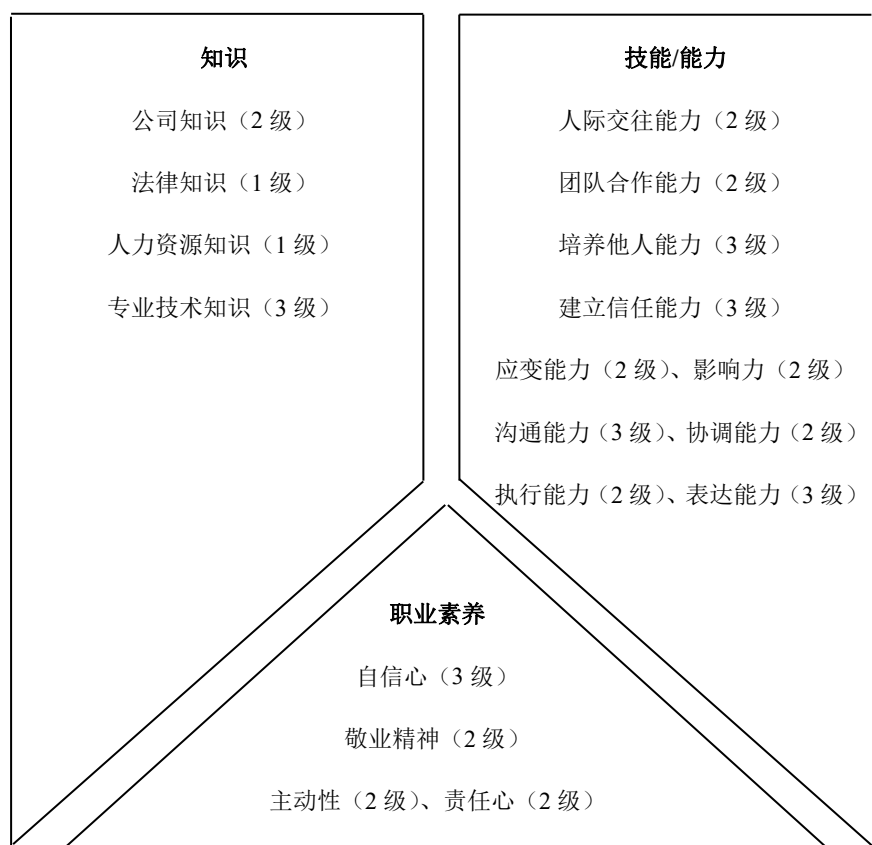 知识
公司知识（2 级）
法律知识（1 级）
人力资源知识（1 级）
专业技术知识（3 级）
技能/能力
人际交往能力（2 级）
团队合作能力（2 级）
培养他人能力（3 级）
建立信任能力（3 级）
应变能力（2 级）、影响力（2 级）
沟通能力（3 级）、协调能力（2 级）
执行能力（2 级）、表达能力（3 级）
职业素养
自信心（3 级）
敬业精神（2 级）
主动性（2 级）、责任心（2 级）